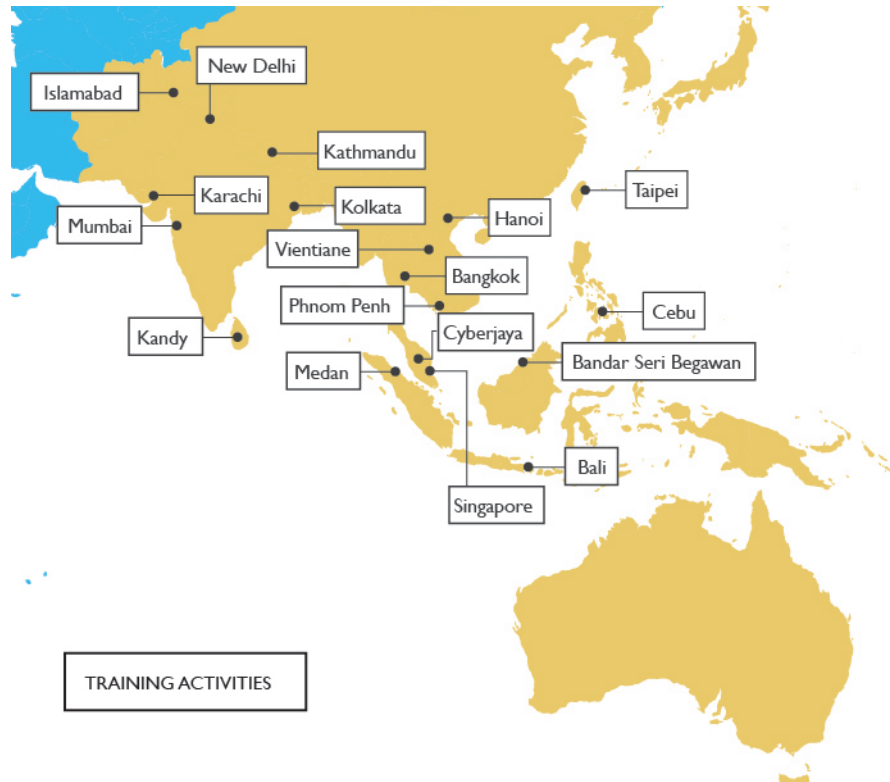 New Delhi
Islamabad
Kathmandu
Karachi
Kolkata
Taipei
Mumbai
Hanoi
Vientiane
Bangkok
Phnom Penh
Cebu
Kandy
Cyberjaya
Medan
Bandar Seri Begawan
Bali
Singapore
TRAINING ACTIVITIES